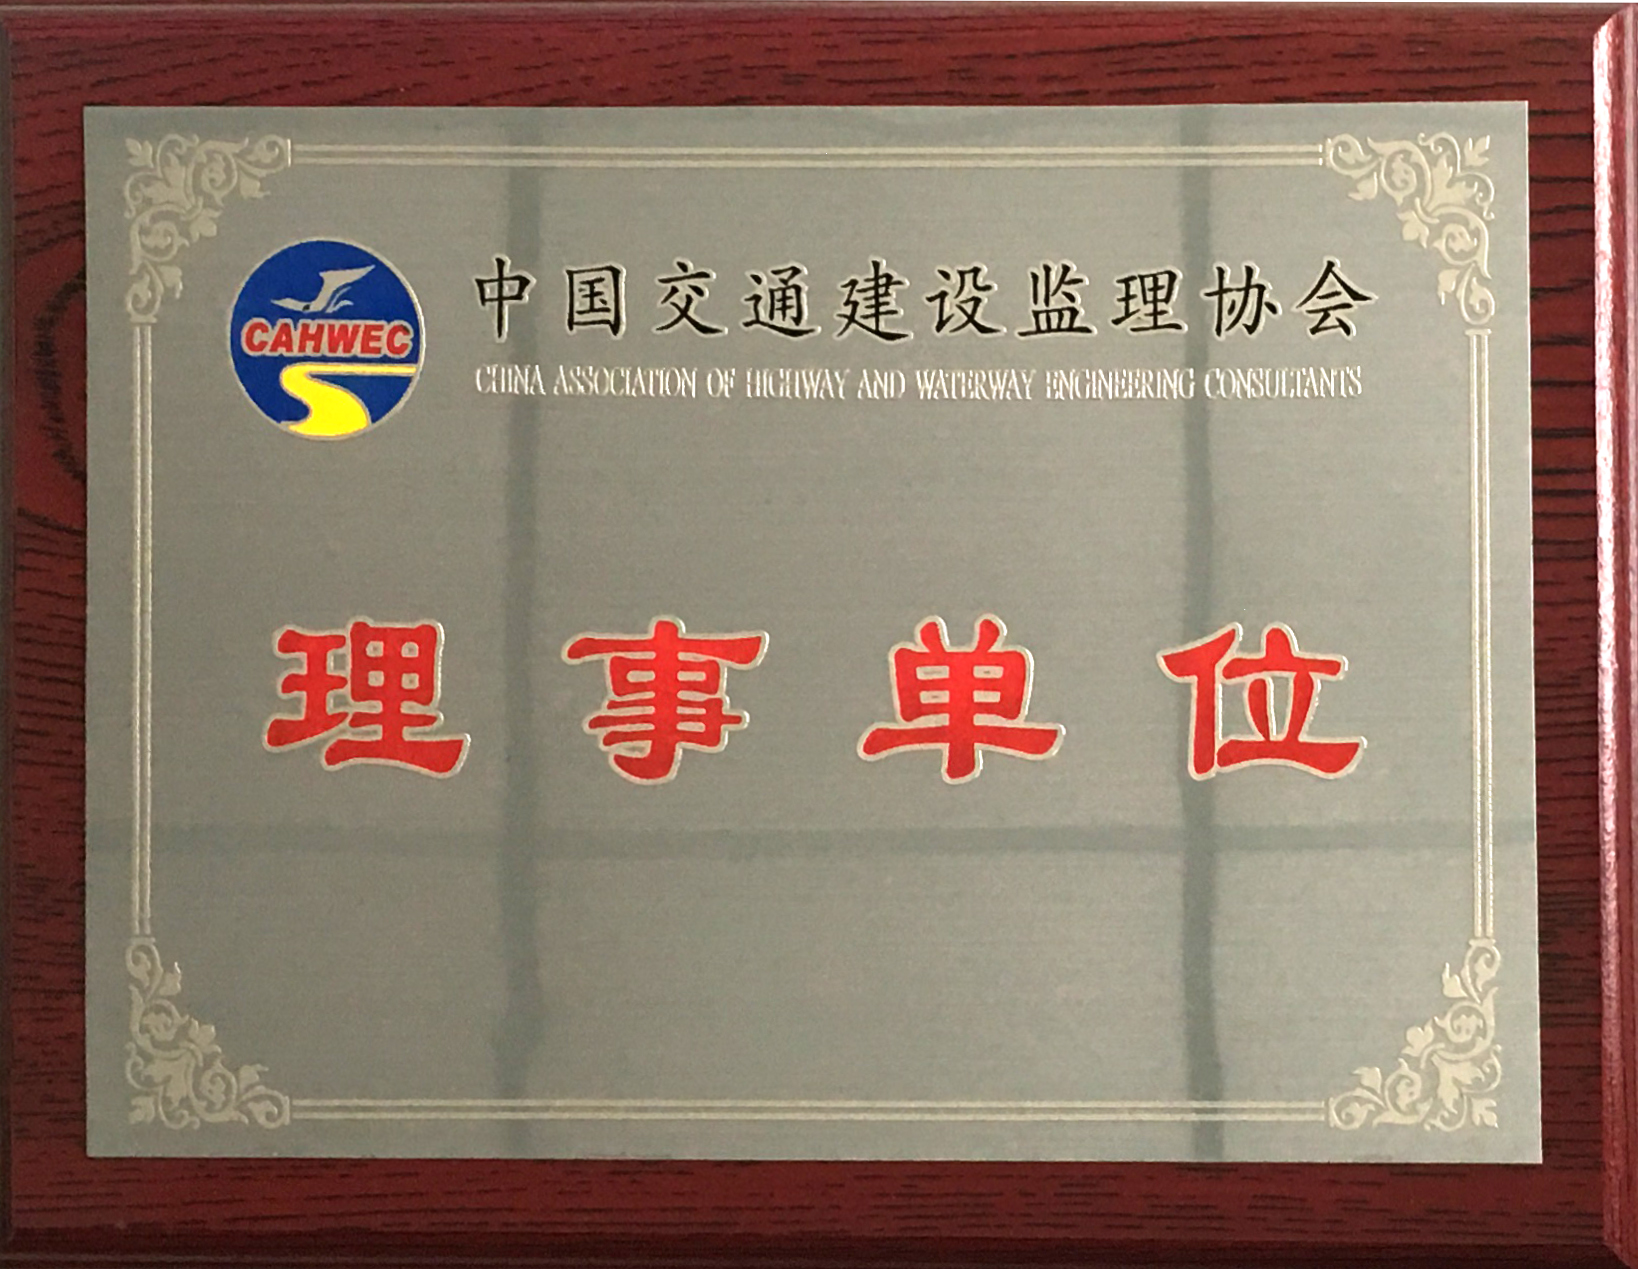 CAHWEC
中国交通建设监理协会
CHINA ASSOCIATION OF HIGHWAY AND WATERWAY ENGINEERING CONSULTANTS
理事单位